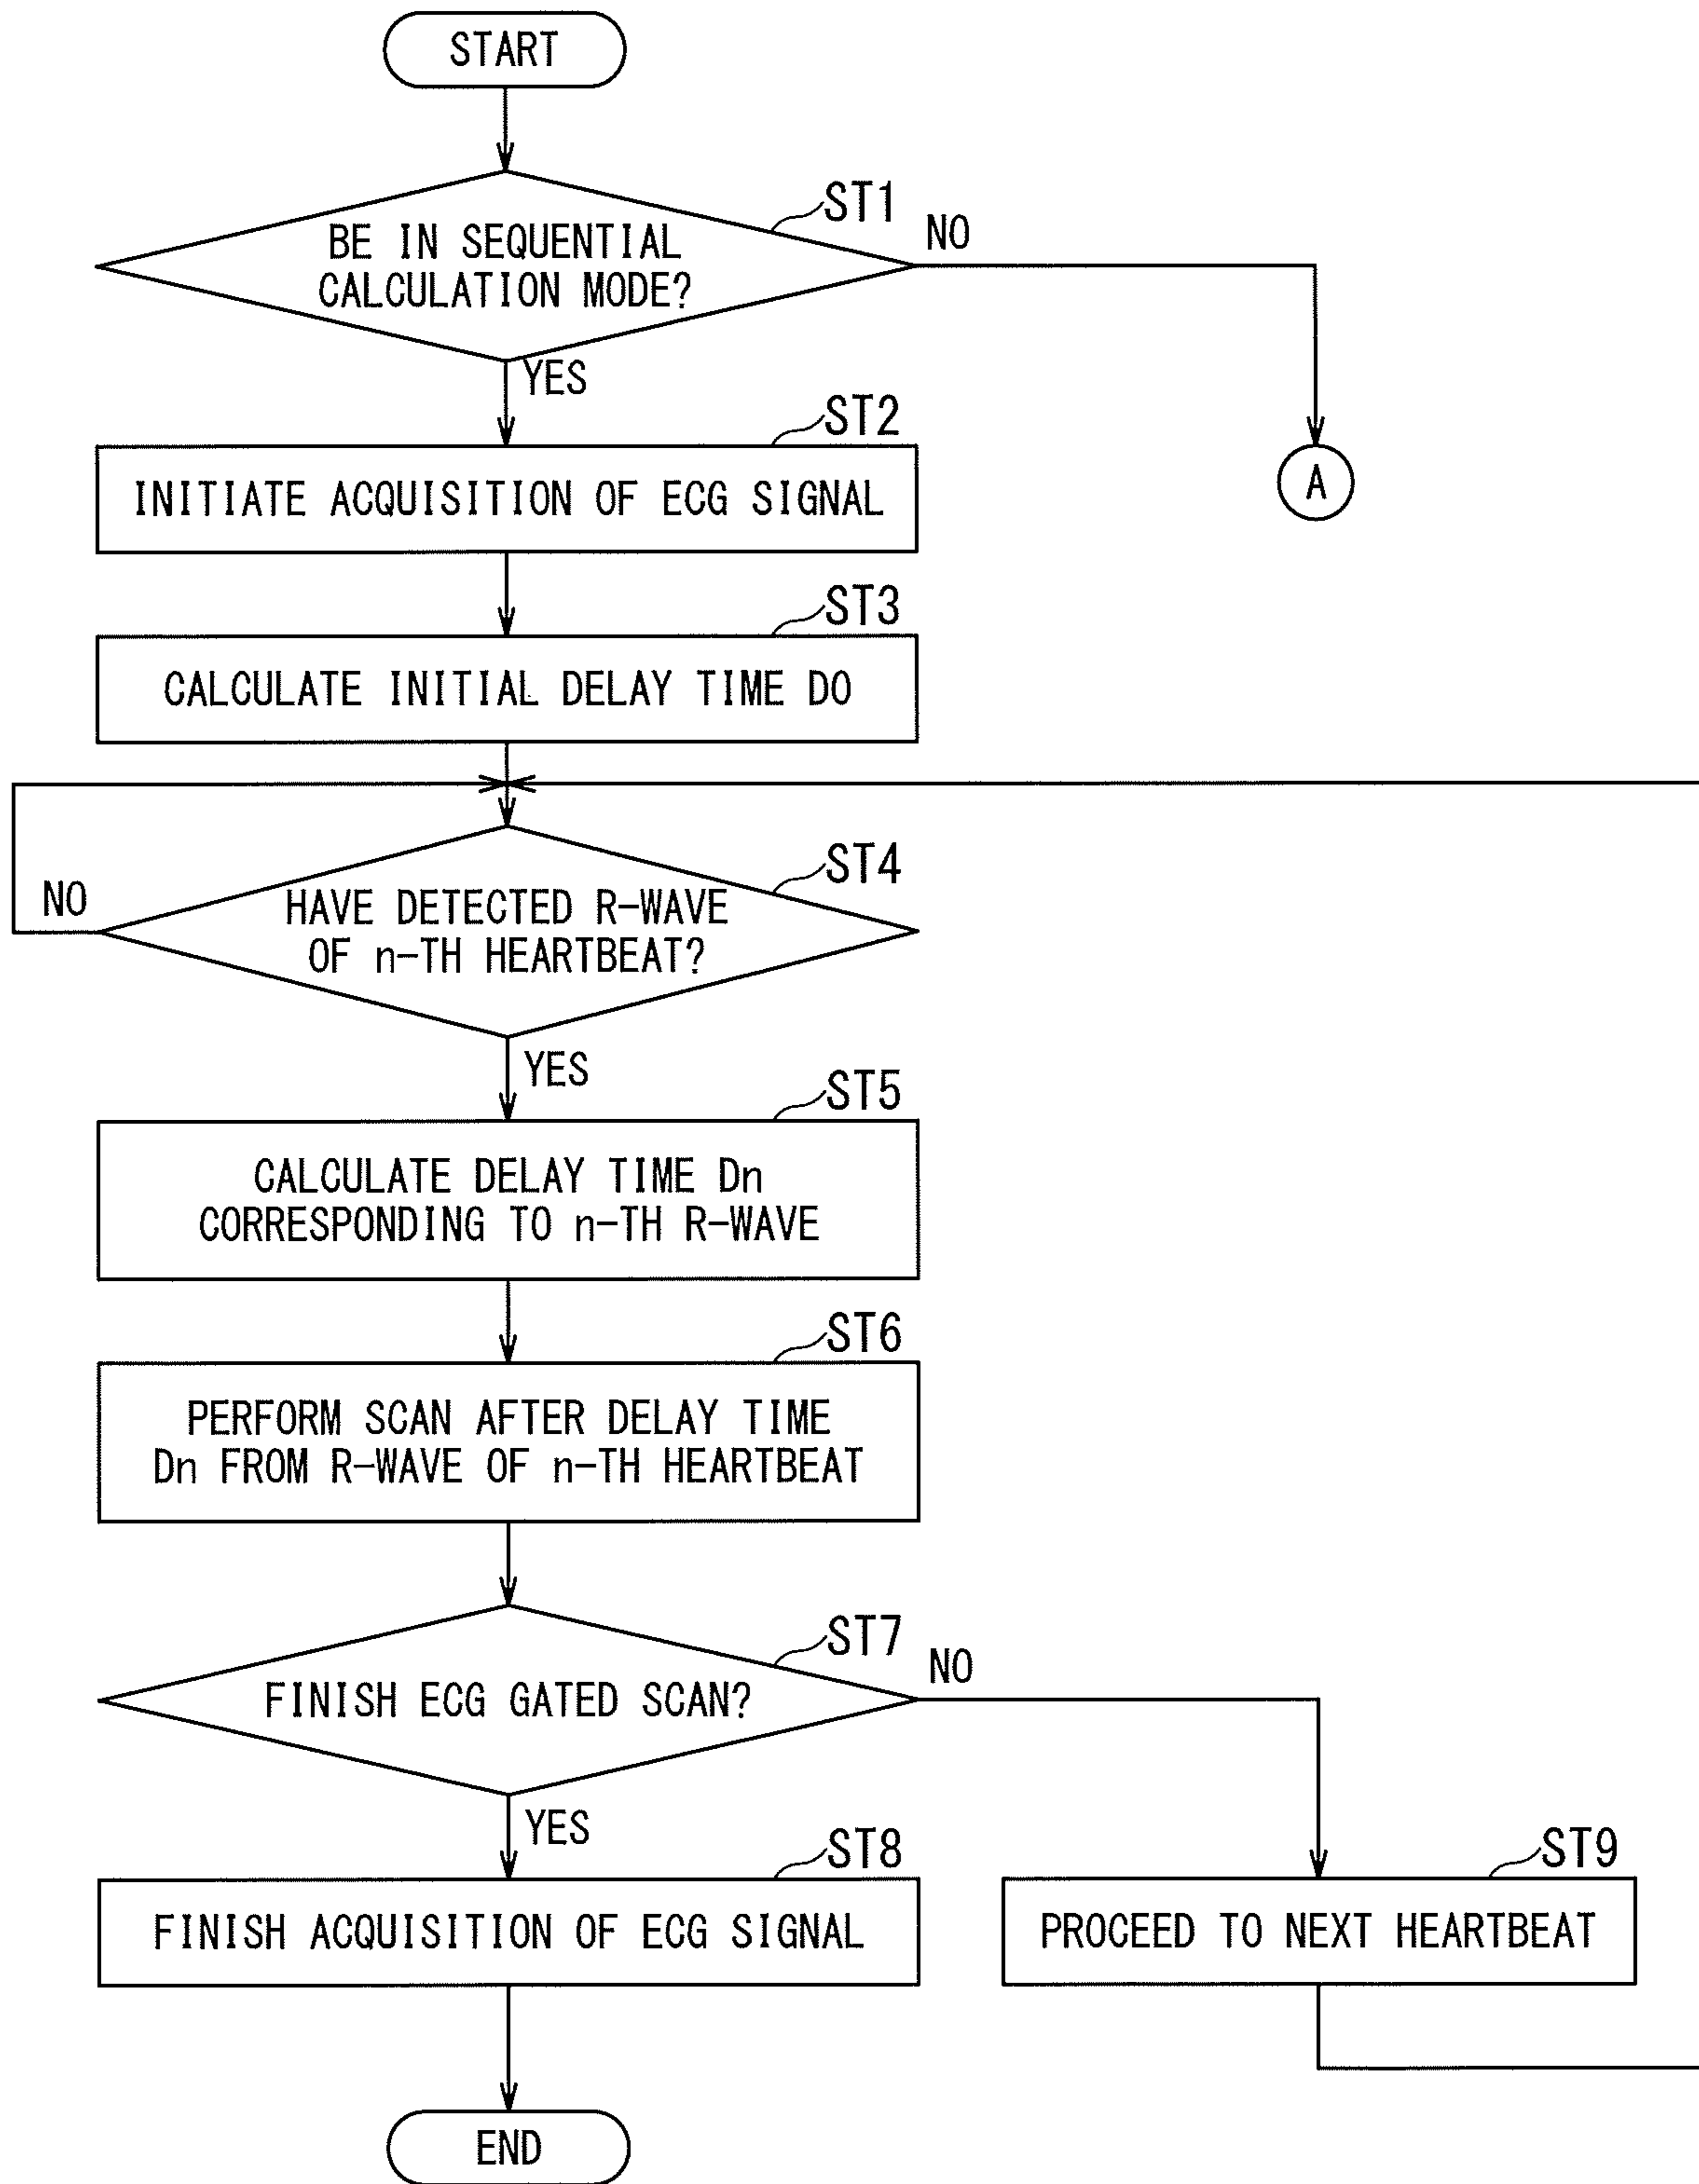 START
ST1
BE IN SEQUENTIAL
CALCULATION MODE?
NO
YES
ST2
INITIATE ACQUISITION OF ECG SIGNAL
A
ST3
CALCULATE INITIAL DELAY TIME D0
ST4
NO
HAVE DETECTED R-WAVE
OF n-TH HEARTBEAT?
YES
ST5
CALCULATE DELAY TIME Dn
CORRESPONDING TO n-TH R-WAVE
ST6
PERFORM SCAN AFTER DELAY TIME
Dn FROM R-WAVE OF n-TH HEARTBEAT
ST7
NO
FINISH ECG GATED SCAN?
YES
ST8
FINISH ACQUISITION OF ECG SIGNAL
ST9
PROCEED TO NEXT HEARTBEAT
END